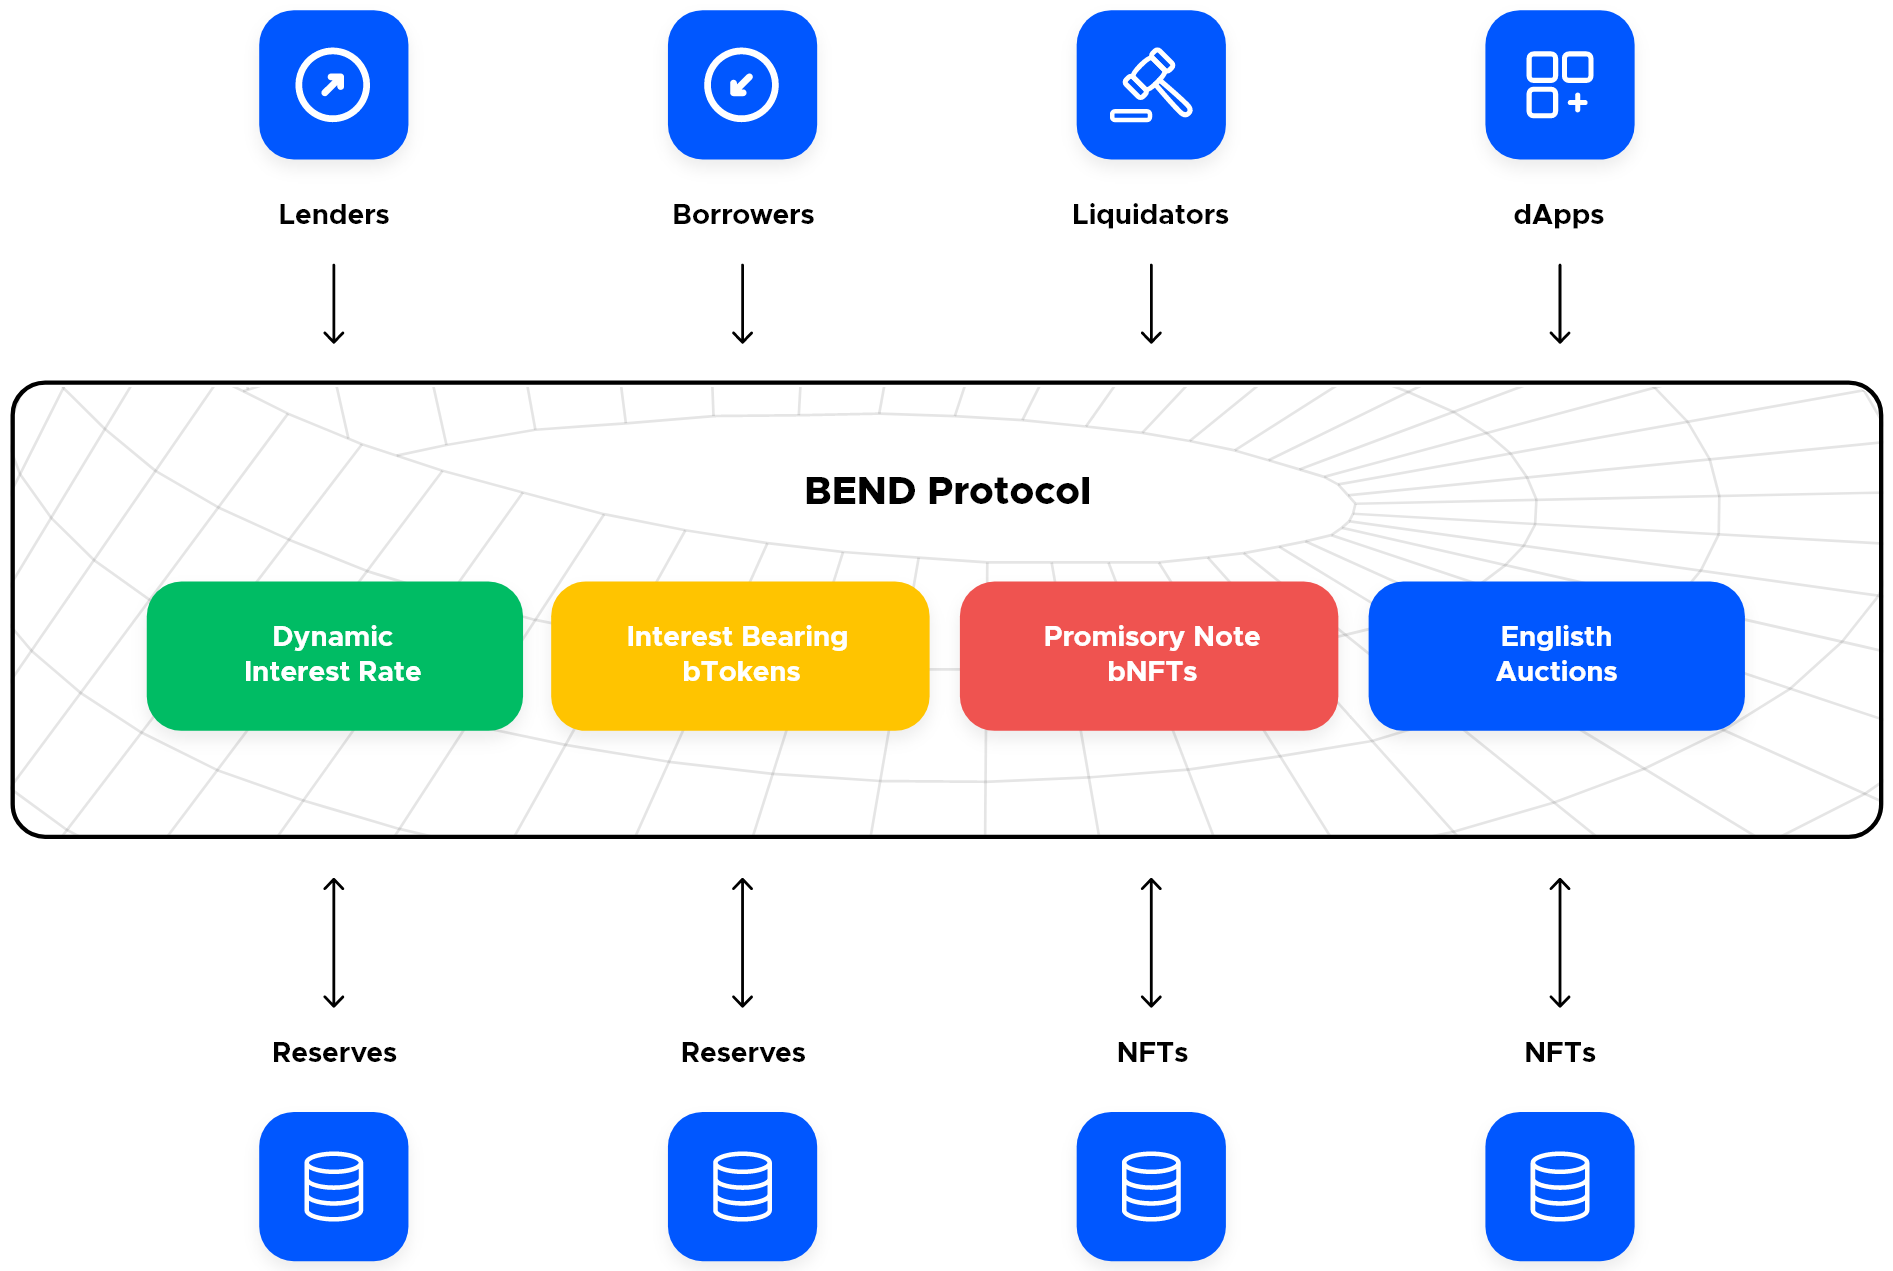 Lenders
Borrowers
Liquidators
dApps
BEND Protocol
Dynamic
Interest Rate
Interest Bearing
bTokens
Promisory Note
bNFTs
Englisth
Auctions
Reserves
Reserves
NFTs
NFTs